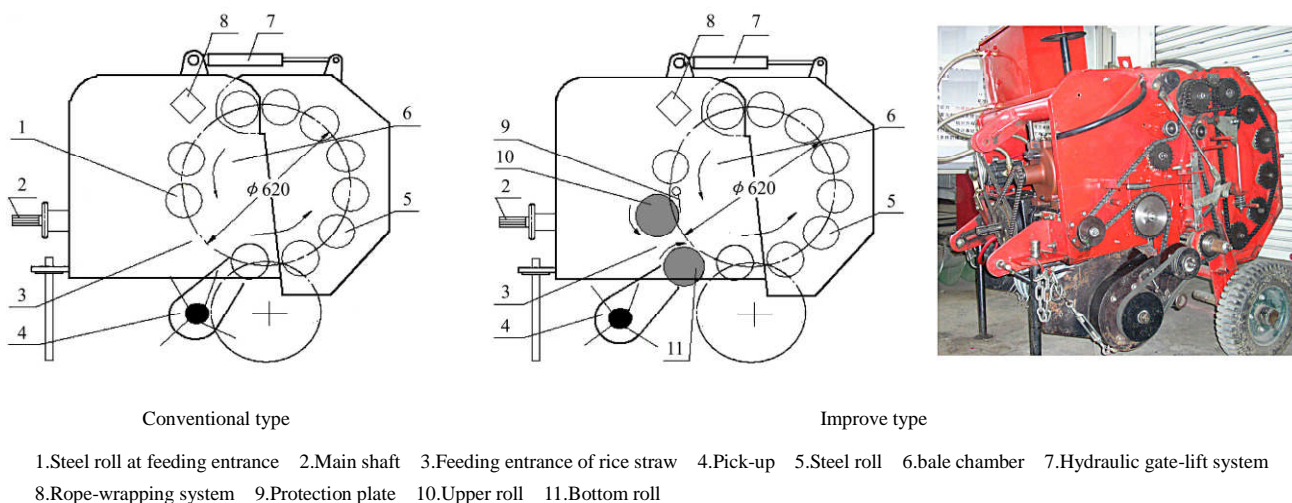 8 7
1
6
2
ϕ 620
5
3
4
8 7
9
6
10
2
ϕ 620
5
3
4
11
Conventional type
Improve type
1.Steel roll at feeding entrance 2.Main shaft 3.Feeding entrance of rice straw 4.Pick-up 5.Steel roll 6.bale chamber 7.Hydraulic gate-lift system
8.Rope-wrapping system 9.Protection plate 10.Upper roll 11.Bottom roll